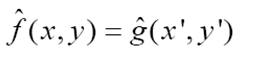 f̂(x, y) = ĝ(x', y')